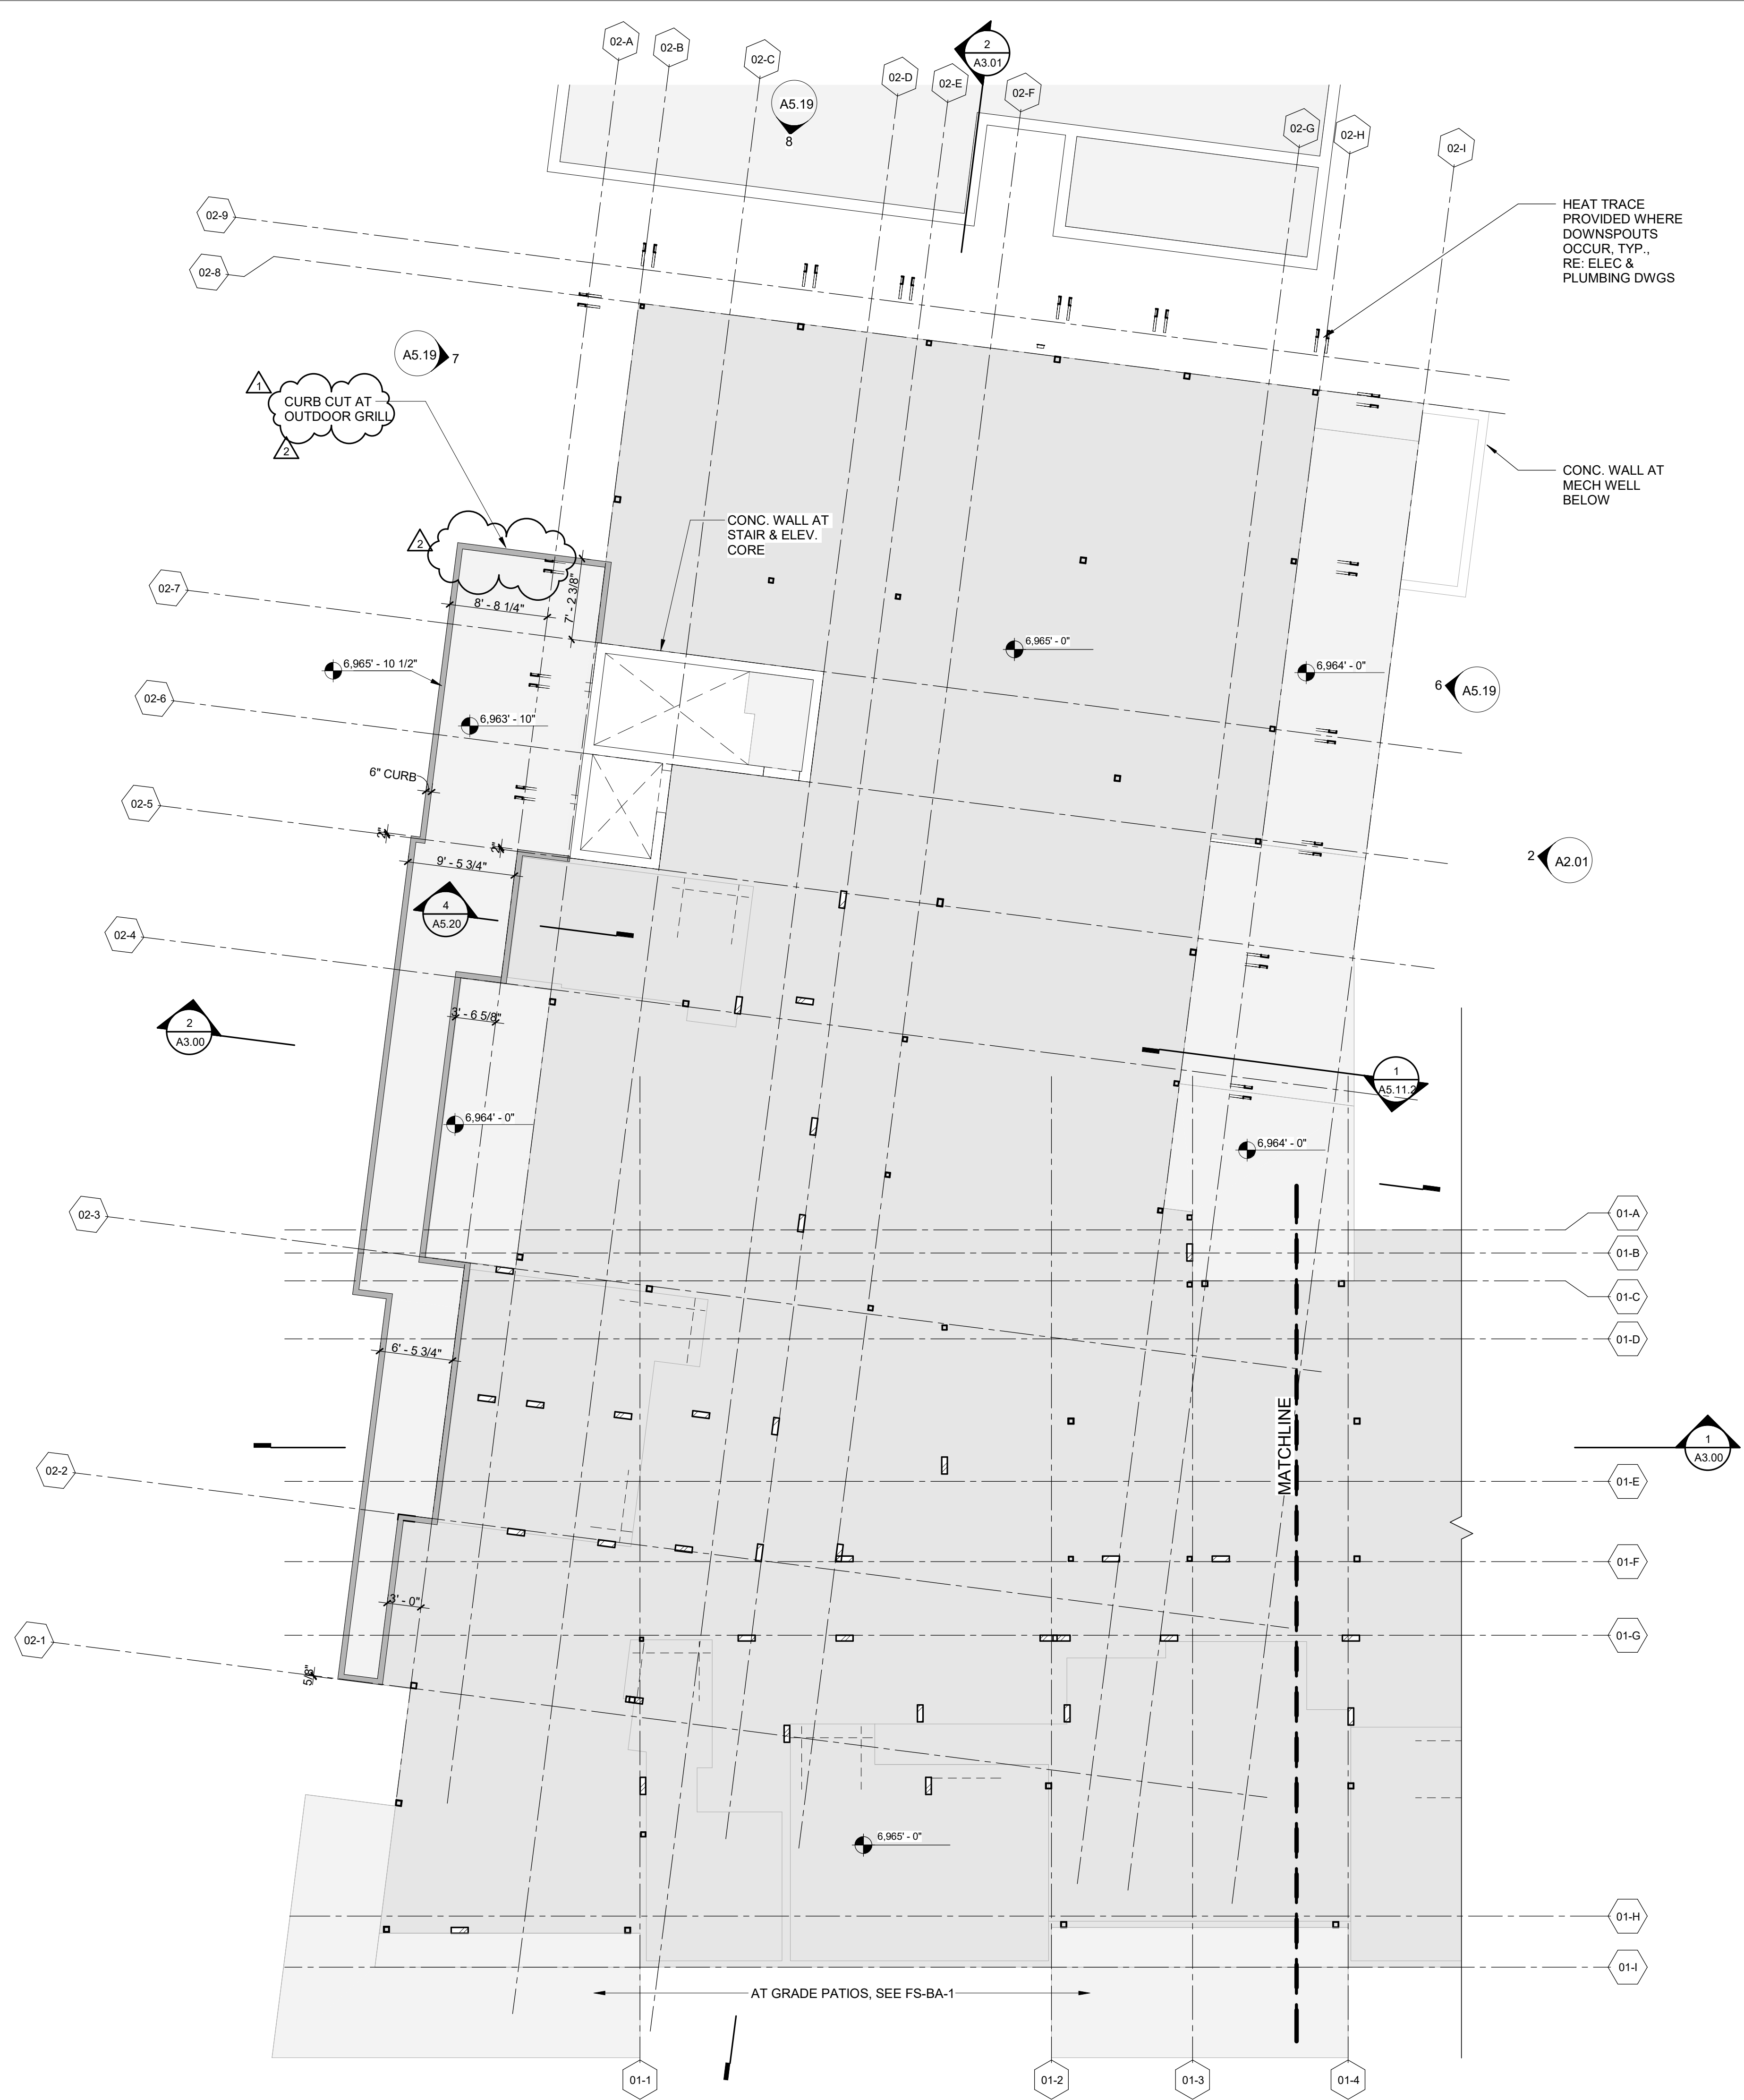 02-A
02-B
02-C
02-D
02-E
02-F
02-G
02-H
02-I
2
A3.01
A5.19
8
02-9
02-8
HEAT TRACE
PROVIDED WHERE
DOWNSPOUTS
OCCUR, TYP.,
RE: ELEC &
PLUMBING DWGS
A5.19
7
1
CURB CUT AT
OUTDOOR GRILL
2
CONC. WALL AT
MECH WELL
BELOW
2
CONC. WALL AT
STAIR & ELEV.
CORE
02-7
8' - 8 1/4"
7' - 2 3/8"
6,965' - 0"
6,965' - 10 1/2"
6,964' - 0"
6
A5.19
02-6
6,963' - 10"
6" CURB
02-5
2"
2"
9' - 5 3/4"
2
A2.01
4
A5.20
02-4
3' - 6 5/8"
2
A3.00
1
A5.11.2
6,964' - 0"
6,964' - 0"
02-3
01-A
01-B
01-C
01-D
6' - 5 3/4"
MATCHLINE
1
A3.00
02-2
01-E
01-F
3' - 0"
02-1
5/8"
01-G
6,965' - 0"
01-H
01-I
AT GRADE PATIOS, SEE FS-BA-1
01-1
01-2
01-3
01-4